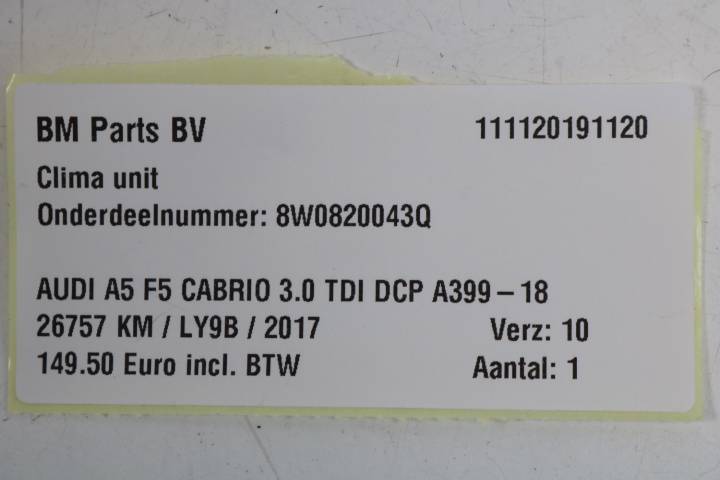 BM Parts BV 111120191120
Clima unit
Onderdeelnummer: 8W0820043Q
AUDI A5 F5 CABRIO 3.0 TDI DCP A399 – 18
26757 KM / LY9B / 2017 Verz: 10
149.50 Euro incl. BTW Aantal: 1